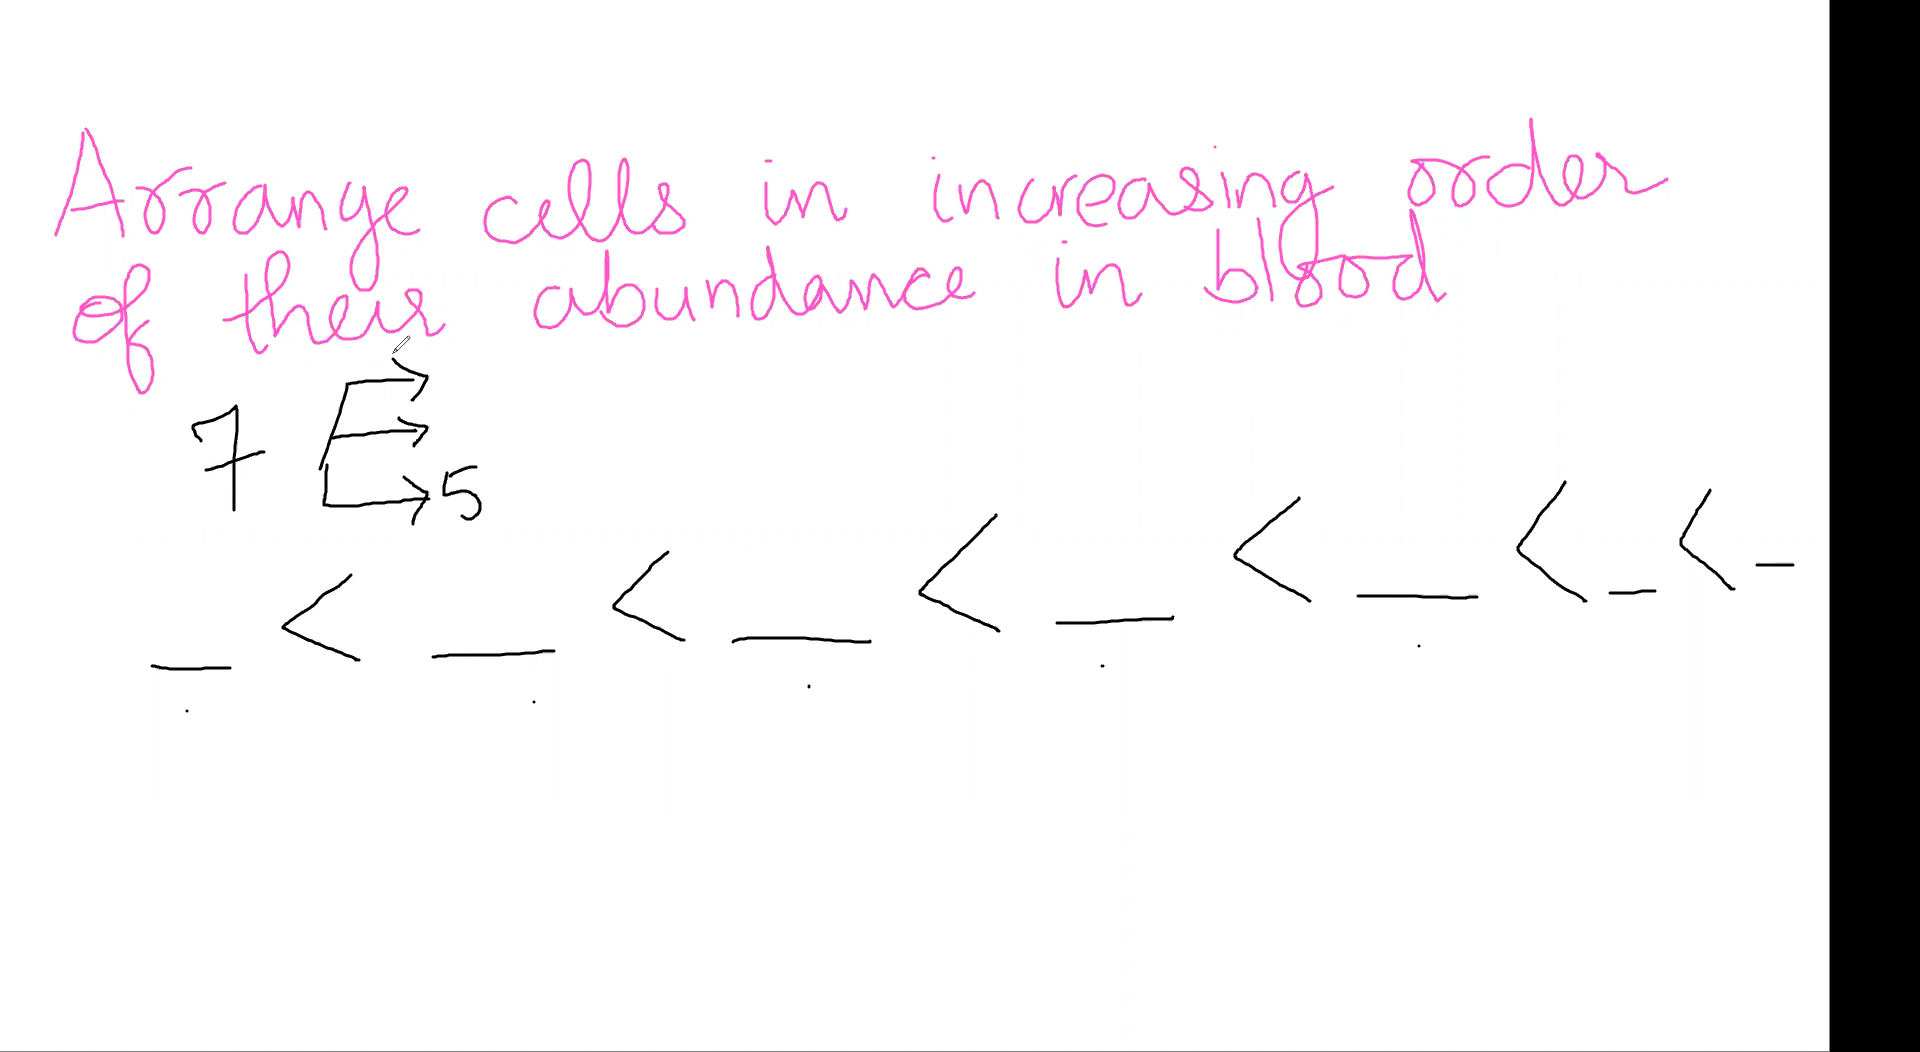 Arrange cells in increasing order
of their abundance in blood
7
5
_ < _ < _ < _ < _ < _ < _